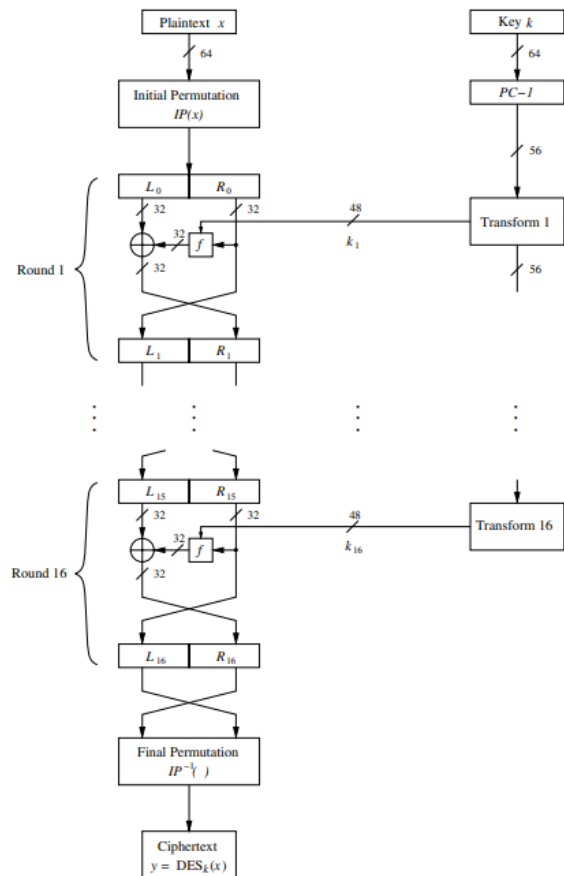 Plaintext x
Key k
64
64
Initial Permutation
IP(x)
PC−1
56
L0 R0
32 32 48
Transform 1
32 f
k1
32
56
Round 1
L1 R1
L15 R15
32 32 48
Transform 16
32 f
k16
32
Round 16
L16 R16
Final Permutation
IP−1( )
Ciphertext
y = DESk(x)